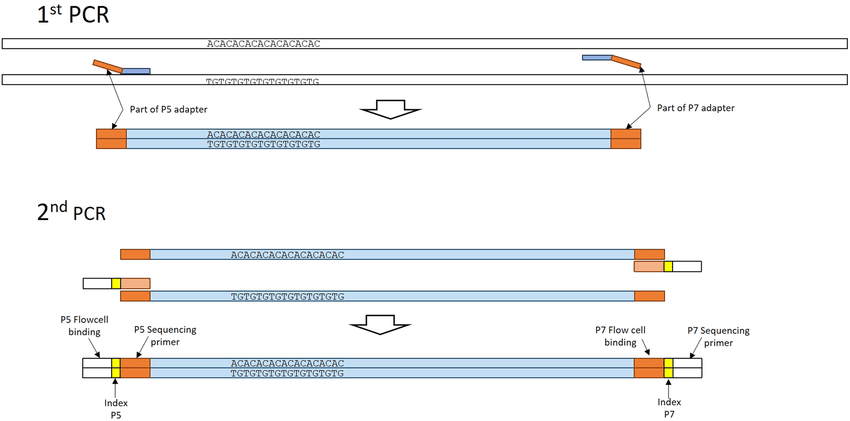 1st PCR
ACACACACACACACACAC
TGTGTGTGTGTGTGTGTG
Part of P5 adapter
Part of P7 adapter
ACACACACACACACACAC
TGTGTGTGTGTGTGTGTG
2nd PCR
ACACACACACACACACAC
TGTGTGTGTGTGTGTGTG
P5 Flowcell
binding
P5 Sequencing
primer
P7 Flow cell
binding
P7 Sequencing
primer
ACACACACACACACACAC
TGTGTGTGTGTGTGTGTG
Index
P5
Index
P7